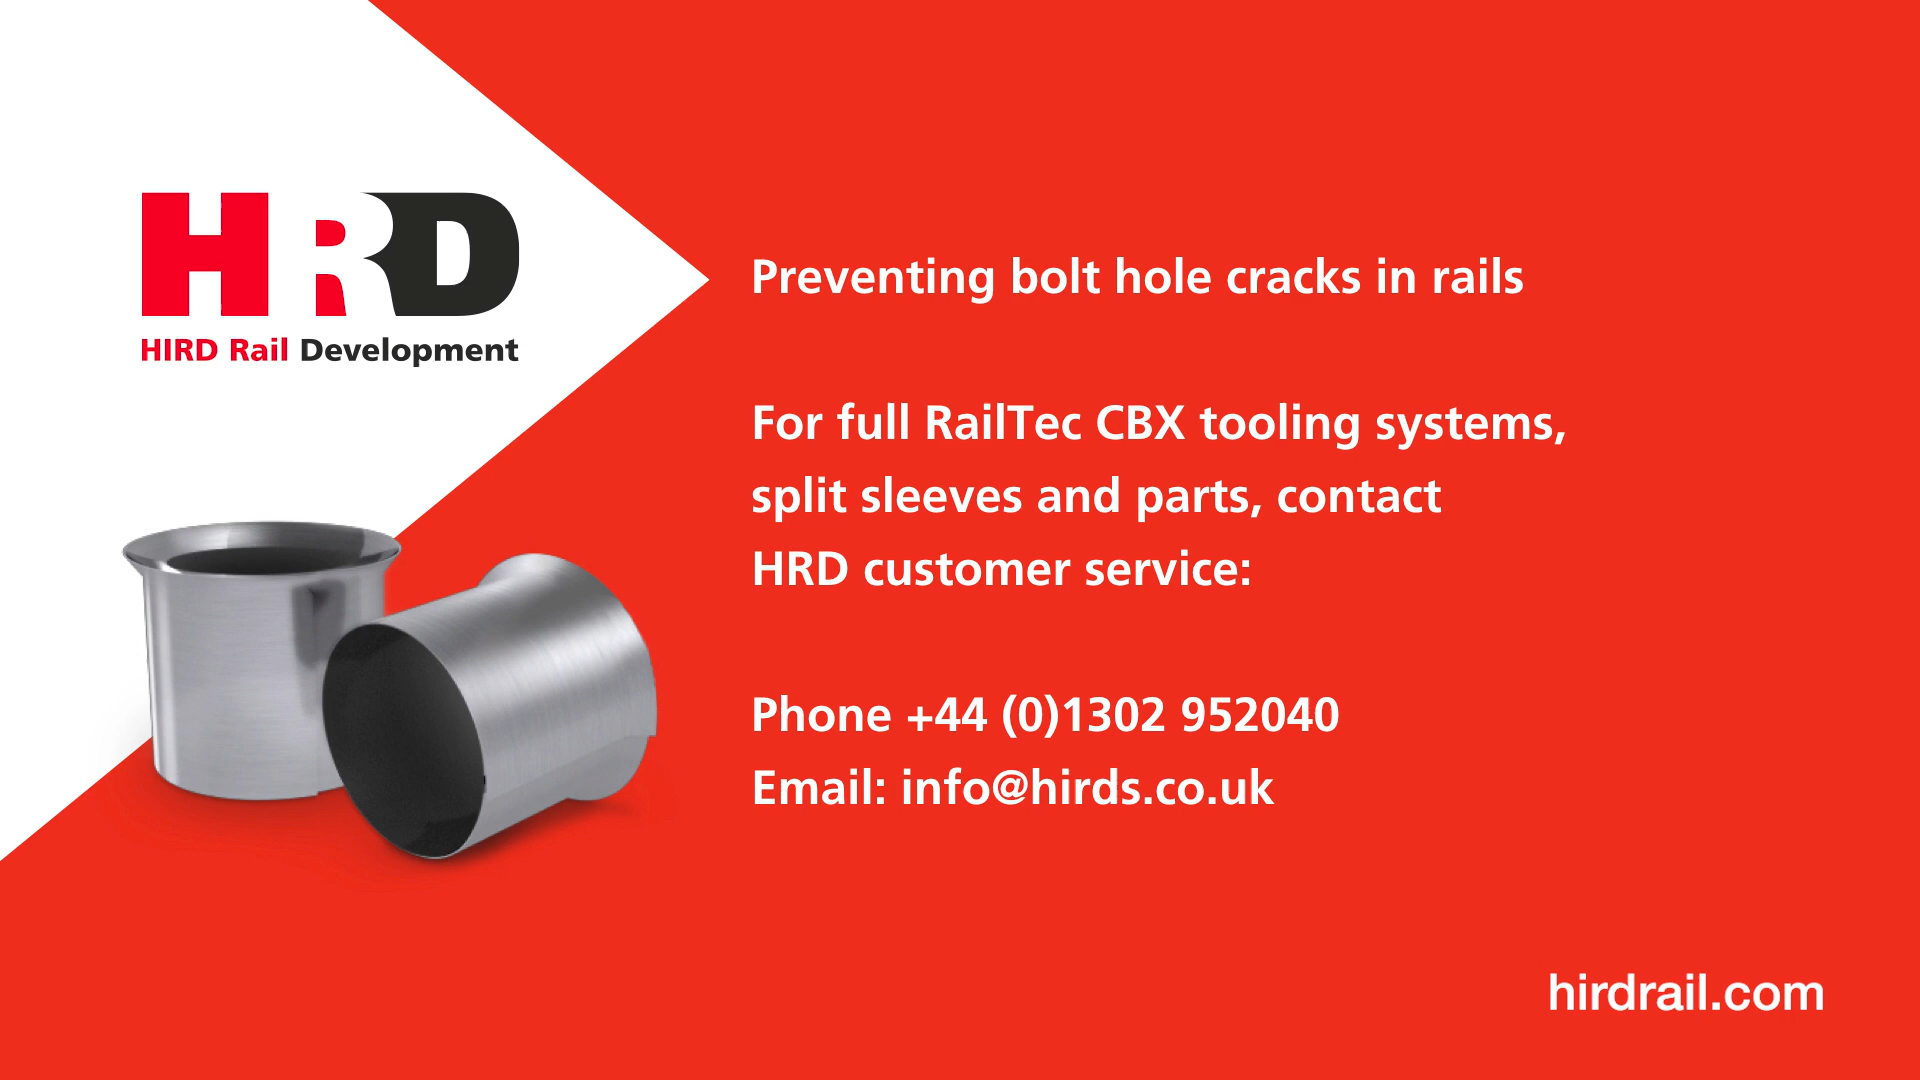 HRD
HIRD Rail Development
Preventing bolt hole cracks in rails
For full RailTec CBX tooling systems,
split sleeves and parts, contact
HRD customer service:
Phone +44 (0)1302 952040
Email: info@hirds.co.uk
hirdrail.com